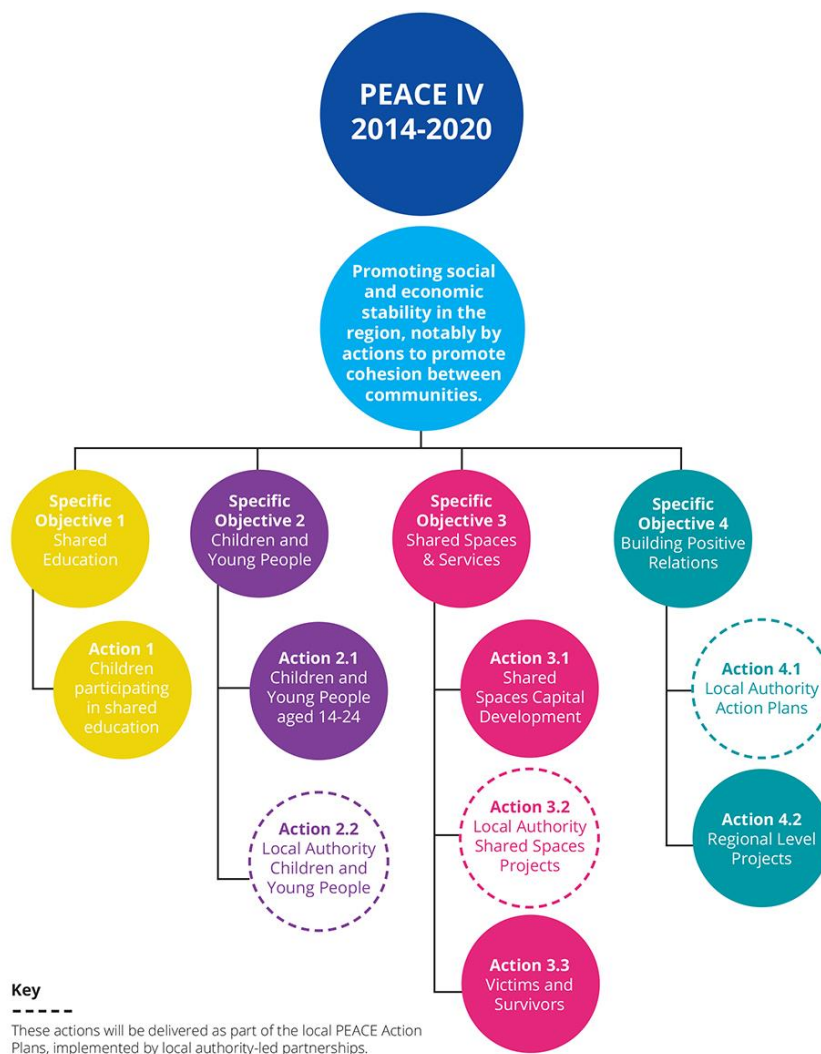 PEACE IV
2014-2020
Promoting social
and economic
stability in the
region, notably by
actions to promote
cohesion between
communities.
Specific
Objective 1
Shared
Education
Action 1
Children
participating
in shared
education
Specific
Objective 2
Children and
Young People
Action 2.1
Children and
Young People
aged 14-24
Action 2.2
Local Authority
Children and
Young People
Specific
Objective 3
Shared Spaces
& Services
Action 3.1
Shared
Spaces Capital
Development
Action 3.2
Local Authority
Shared Spaces
Projects
Action 3.3
Victims and
Survivors
Specific
Objective 4
Building Positive
Relations
Action 4.1
Local Authority
Action Plans
Action 4.2
Regional Level
Projects
Key
These actions will be delivered as part of the local PEACE Action
Plans, implemented by local authority-led partnerships.